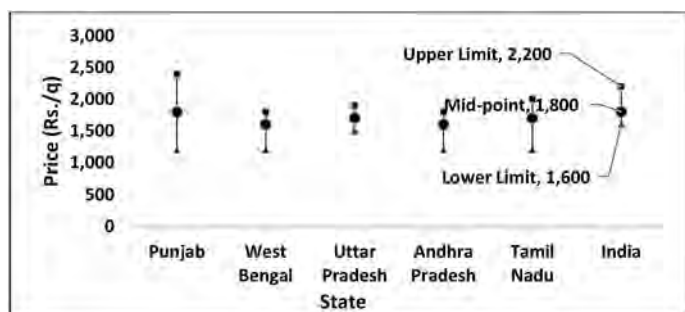 3,000
2,500
2,000
1,500
1,000
500
0
Price (Rs./q)
Upper Limit, 2,200
Mid-point, 1,800
Lower Limit, 1,600
Punjab
West
Bengal
Uttar
Pradesh
Andhra
Pradesh
Tamil
Nadu
India
State